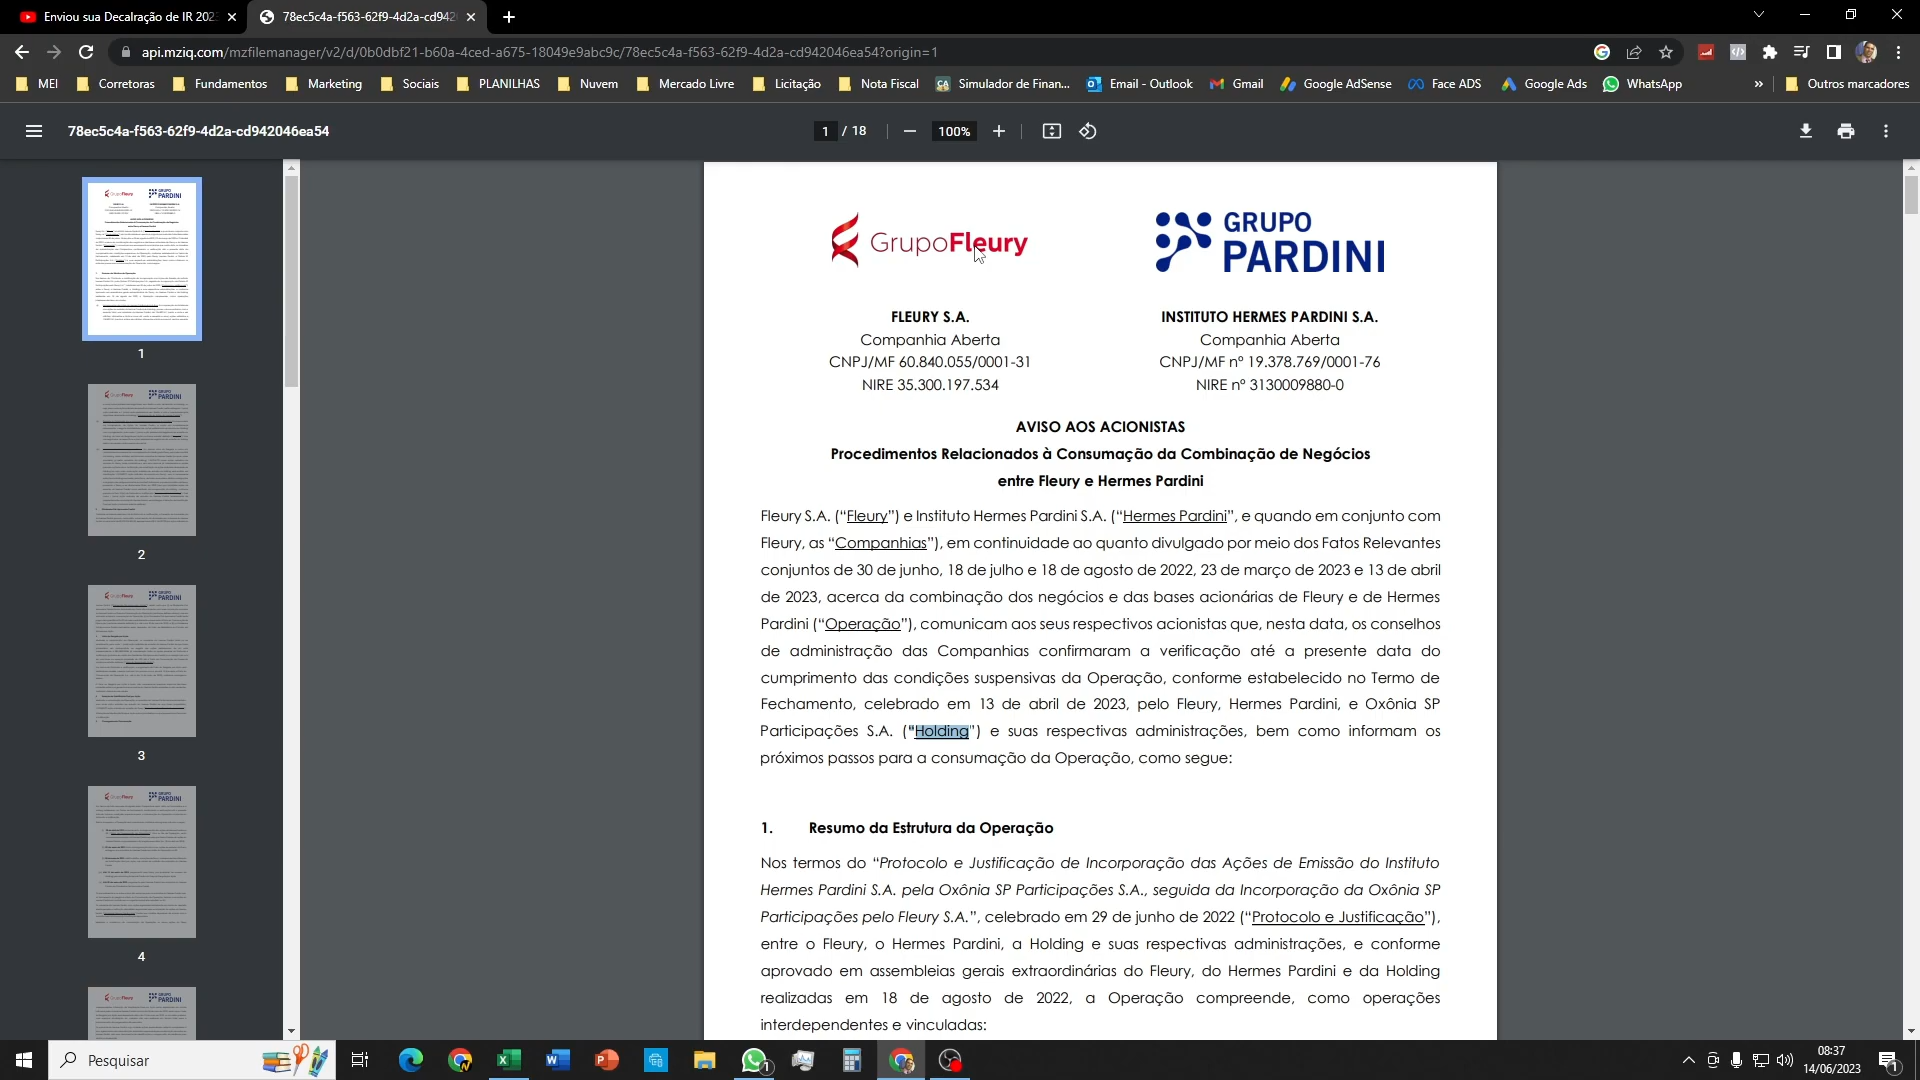 Enviou sua Decalração de IR 202
78ec5c4a-f563-62f9-4d2a-cd942
api.mziq.com/mzfilemanager/v2/d/0b0dbf21-b60a-4ced-a675-18049e9abc9c/78ec5c4a-f563-62f9-4d2a-cd942046ea54?origin=1
MEI Corretoras Fundamentos Marketing Sociais PLANILHAS Nuvem Mercado Livre Licitação Nota Fiscal Simulador de Finan... Email - Outlook Gmail Google AdSense Face ADS Google Ads WhatsApp » Outros marcadores
78ec5c4a-f563-62f9-4d2a-cd942046ea54
1 / 18
100%
1
2
3
4
GrupoFleury
GRUPO
PARDINI
FLEURY S.A.
Companhia Aberta
CNPJ/MF 60.840.055/0001-31
NIRE 35.300.197.534
INSTITUTO HERMES PARDINI S.A.
Companhia Aberta
CNPJ/MF nº 19.378.769/0001-76
NIRE nº 3130009880-0
AVISO AOS ACIONISTAS
Procedimentos Relacionados à Consumação da Combinação de Negócios
entre Fleury e Hermes Pardini
Fleury S.A. (“Fleury”) e Instituto Hermes Pardini S.A. (“Hermes Pardini”, e quando em conjunto com
Fleury, as “Companhias”), em continuidade ao quanto divulgado por meio dos Fatos Relevantes
conjuntos de 30 de junho, 18 de julho e 18 de agosto de 2022, 23 de março de 2023 e 13 de abril
de 2023, acerca da combinação dos negócios e das bases acionárias de Fleury e de Hermes
Pardini (“Operação”), comunicam aos seus respectivos acionistas que, nesta data, os conselhos
de administração das Companhias confirmaram a verificação até a presente data do
cumprimento das condições suspensivas da Operação, conforme estabelecido no Termo de
Fechamento, celebrado em 13 de abril de 2023, pelo Fleury, Hermes Pardini, e Oxônia SP
Participações S.A. (“Holding”) e suas respectivas administrações, bem como informam os
próximos passos para a consumação da Operação, como segue:
1. Resumo da Estrutura da Operação
Nos termos do “Protocolo e Justificação de Incorporação das Ações de Emissão do Instituto
Hermes Pardini S.A. pela Oxônia SP Participações S.A., seguida da Incorporação da Oxônia SP
Participações pelo Fleury S.A.”, celebrado em 29 de junho de 2022 (“Protocolo e Justificação”),
entre o Fleury, o Hermes Pardini, a Holding e suas respectivas administrações, e conforme
aprovado em assembleias gerais extraordinárias do Fleury, do Hermes Pardini e da Holding
realizadas em 18 de agosto de 2022, a Operação compreende, como operações
interdependentes e vinculadas:
Pesquisar
08:37
14/06/2023